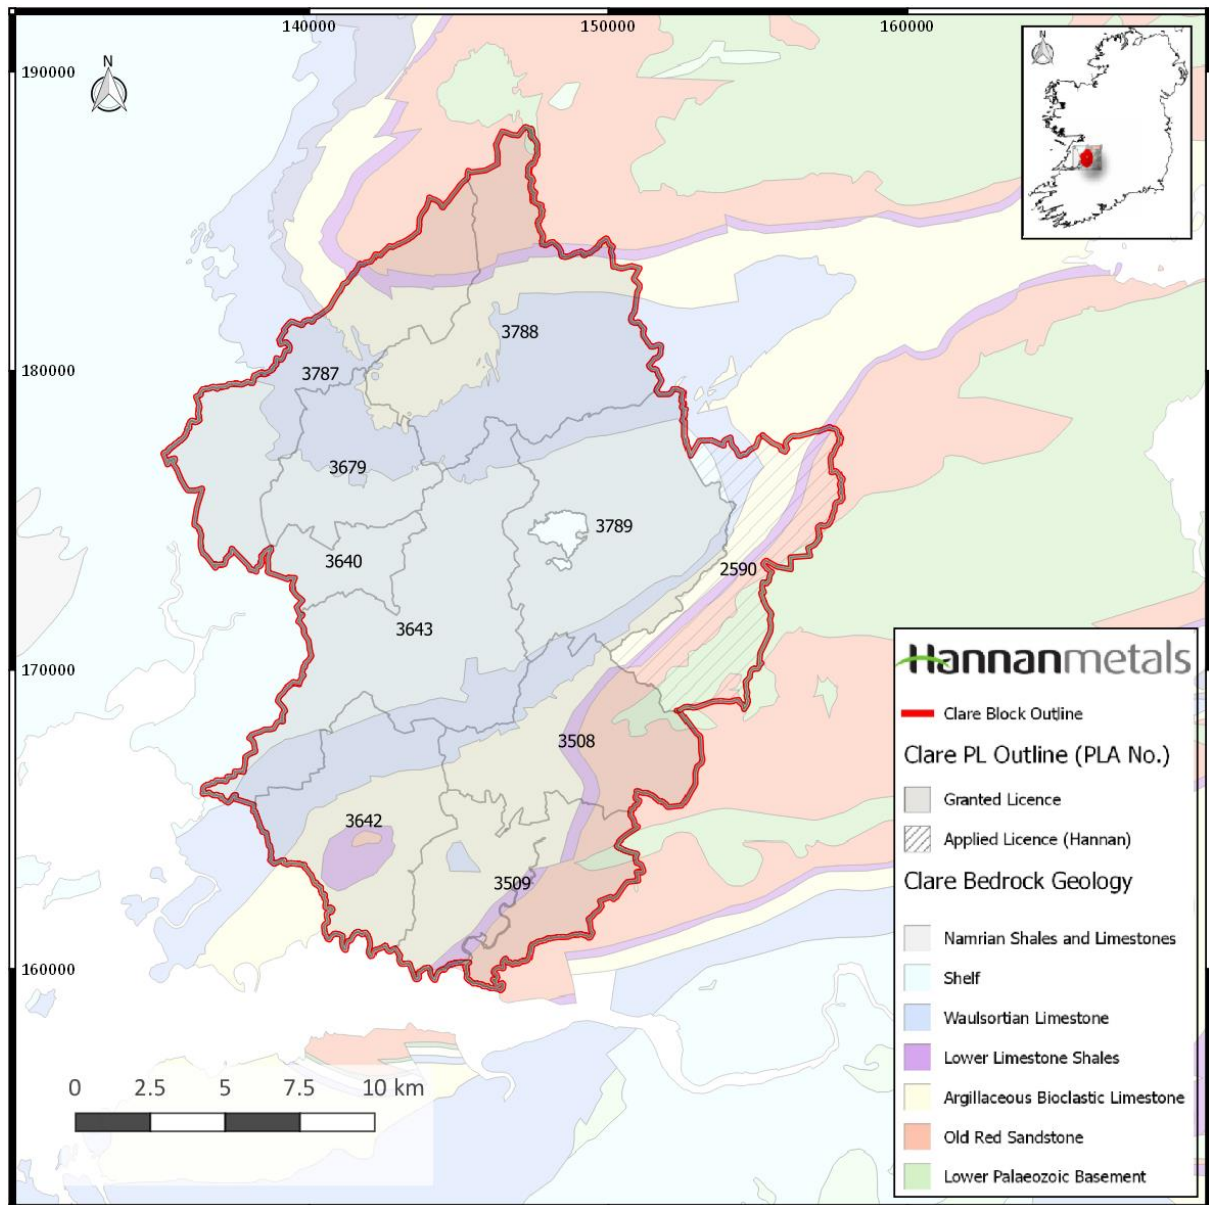 140000 150000 160000
190000
N
N
3788
180000
3787
3679
3789
3640
2590
3643
170000
3508
3642
3509
160000
Hannanmetals
Clare Block Outline
Clare PL Outline (PLA No.)
Granted Licence
Applied Licence (Hannan)
Clare Bedrock Geology
Namrian Shales and Limestones
Shelf
Waulsortian Limestone
Lower Limestone Shales
Argillaceous Bioclastic Limestone
Old Red Sandstone
Lower Palaeozoic Basement
0 2.5 5 7.5 10 km